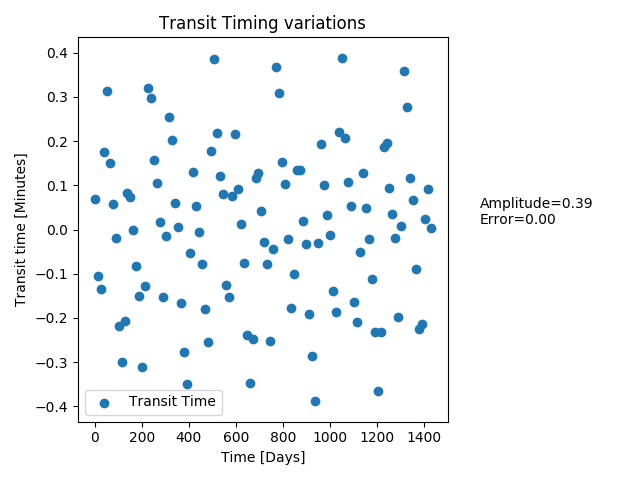 Transit Timing variations
Transit time [Minutes]
0.4
0.3
0.2
0.1
0.0
−0.1
−0.2
−0.3
−0.4
Transit Time
0 200 400 600 800 1000 1200 1400
Time [Days]
Amplitude=0.39
Error=0.00